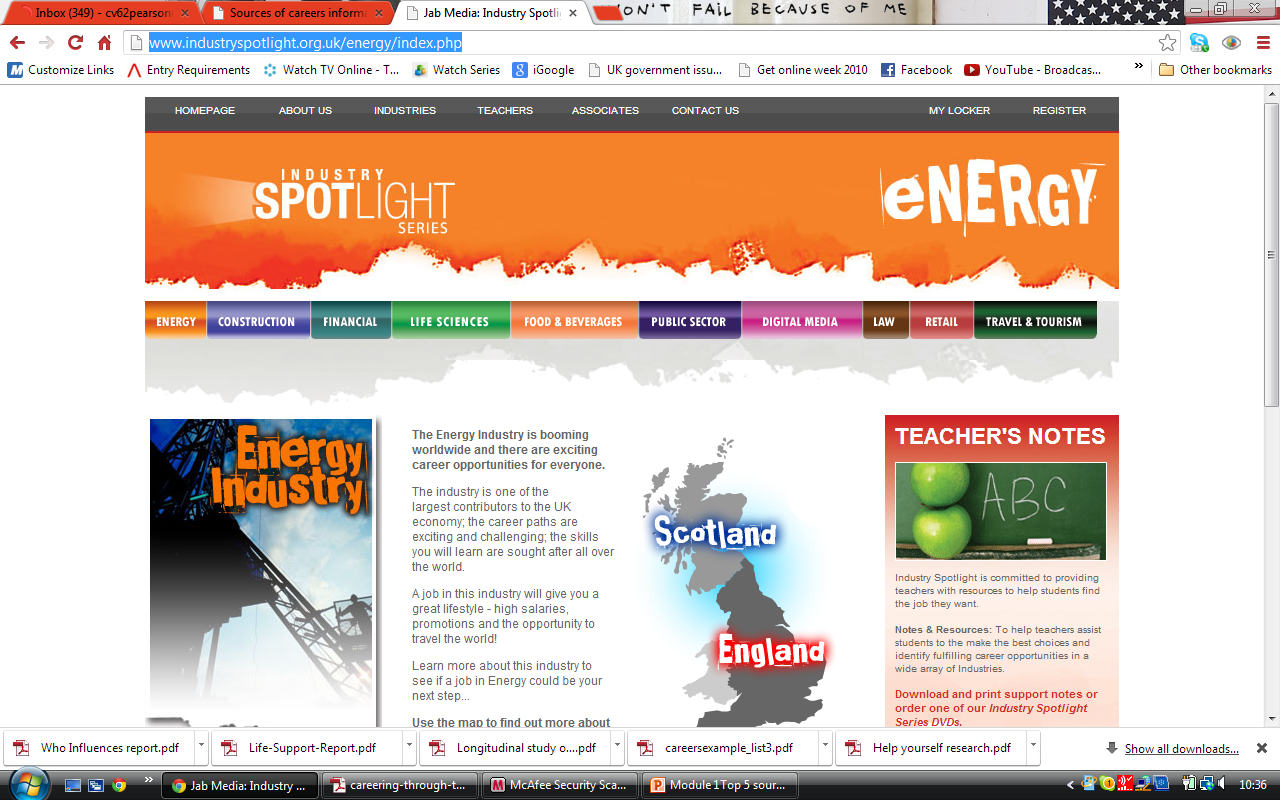 Inbox (349) - cv62pearson
Sources of careers informa
Jab Media: Industry Spotli
ON'T FAIL BECAUSE OF ME
www.industryspotlight.org.uk/energy/index.php
Customize Links
Entry Requirements
Watch TV Online - T...
Watch Series
iGoogle
UK government issu...
Get online week 2010
Facebook
YouTube - Broadcas...
»
Other bookmarks
HOMEPAGE
ABOUT US
INDUSTRIES
TEACHERS
ASSOCIATES
CONTACT US
MY LOCKER
REGISTER
INDUSTRY
SPOTLIGHT
SERIES
eNERGY
ENERGY
CONSTRUCTION
FINANCIAL
LIFE SCIENCES
FOOD & BEVERAGES
PUBLIC SECTOR
DIGITAL MEDIA
LAW
RETAIL
TRAVEL & TOURISM
Energy
Industry
The Energy Industry is booming
worldwide and there are exciting
career opportunities for everyone.
The industry is one of the
largest contributors to the UK
economy; the career paths are
exciting and challenging; the skills
you will learn are sought after all over
the world.
A job in this industry will give you a
great lifestyle - high salaries,
promotions and the opportunity to
travel the world!
Learn more about this industry to
see if a job in Energy could be your
next step...
Use the map to find out more about
Scotland
England
TEACHER'S NOTES
ABC
Industry Spotlight is committed to providing
teachers with resources to help students find
the job they want.
Notes & Resources: To help teachers assist
students to the make the best choices and
identify fulfilling career opportunities in a
wide array of Industries.
Download and print support notes or
order one of our Industry Spotlight
Series DVDs.
Who Influences report.pdf
Life-Support-Report.pdf
Longitudinal study o....pdf
careersexample_list3.pdf
Help yourself research.pdf
Show all downloads...
»
Jab Media: Industry ...
careering-through-t...
McAfee Security Sca...
Module 1Top 5 sour...
10:36